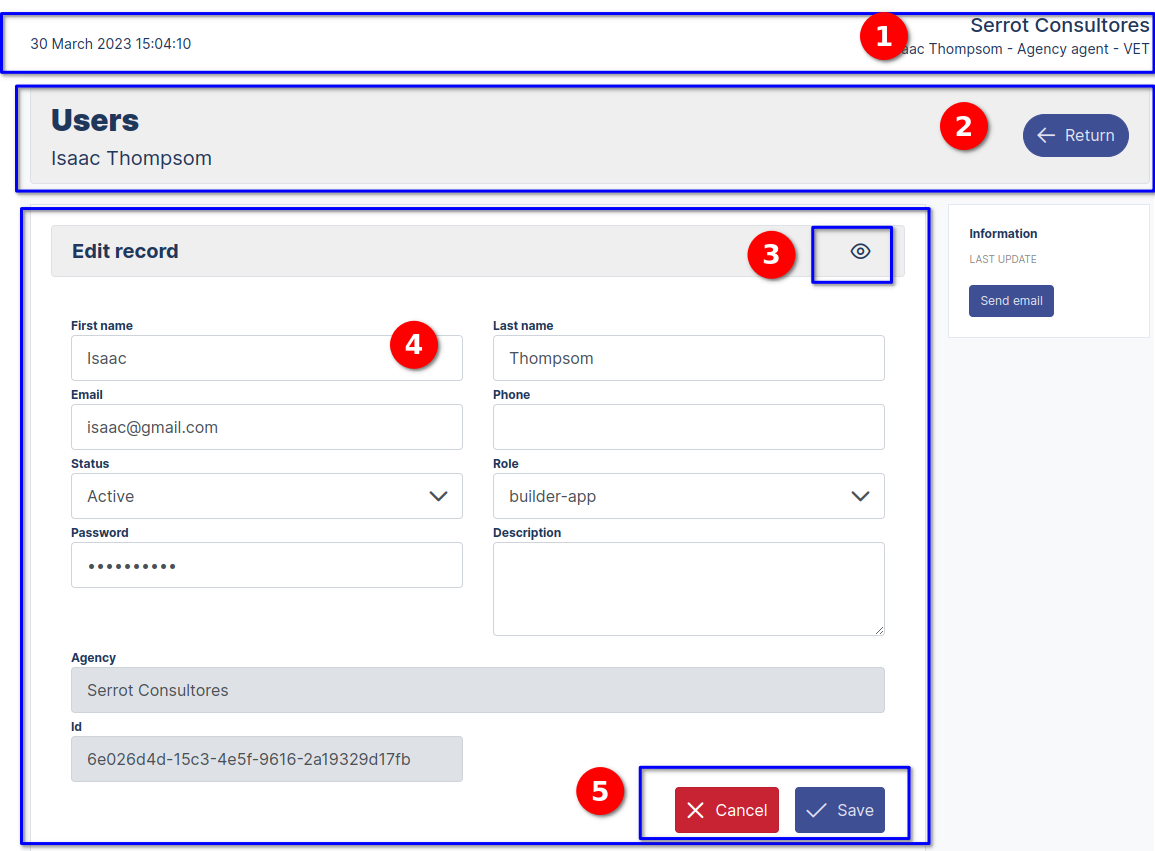 Serrot Consultores
30 March 2023 15:04:10
1
Thompsom - Agency agent - VET
Users
Isaac Thompsom
2
Return
Edit record
3
Information
LAST UPDATE
Send email
First name
Last name
Isaac
4
Thompsom
Email
Phone
isaac@gmail.com
Status
Role
Active
builder-app
Password
Description
••••••••••
Agency
Serrot Consultores
Id
6e026d4d-15c3-4e5f-9616-2a19329d17fb
5
Cancel
Save